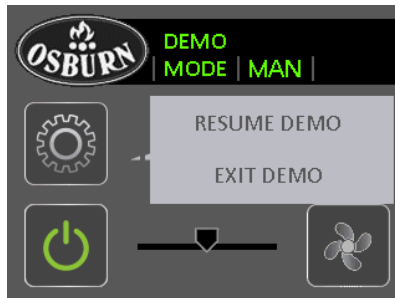 OSBURN
DEMO
MODE | MAN |
RESUME DEMO
EXIT DEMO